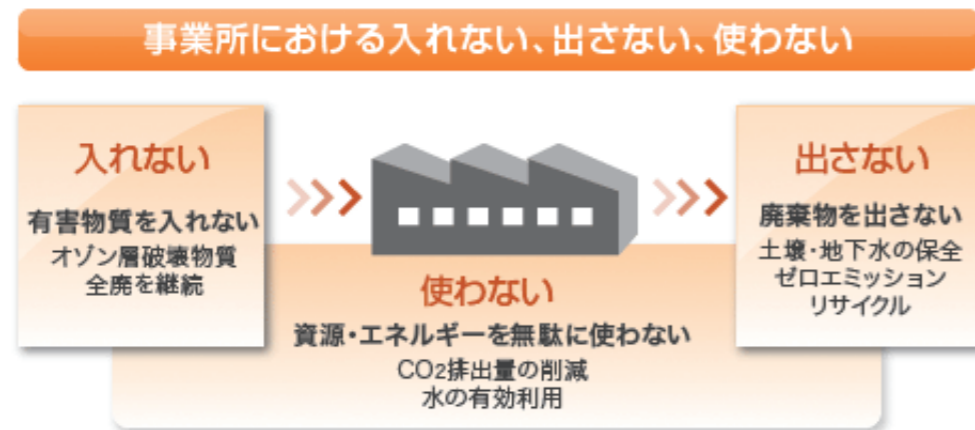 事業所における入れない、出さない、使わない
入れない
有害物質を入れない
オゾン層破壊物質
全廃を継続
使わない
資源・エネルギーを無駄に使わない
CO2排出量の削減
水の有効利用
出さない
廃棄物を出さない
土壌・地下水の保全
ゼロエミッション
リサイクル